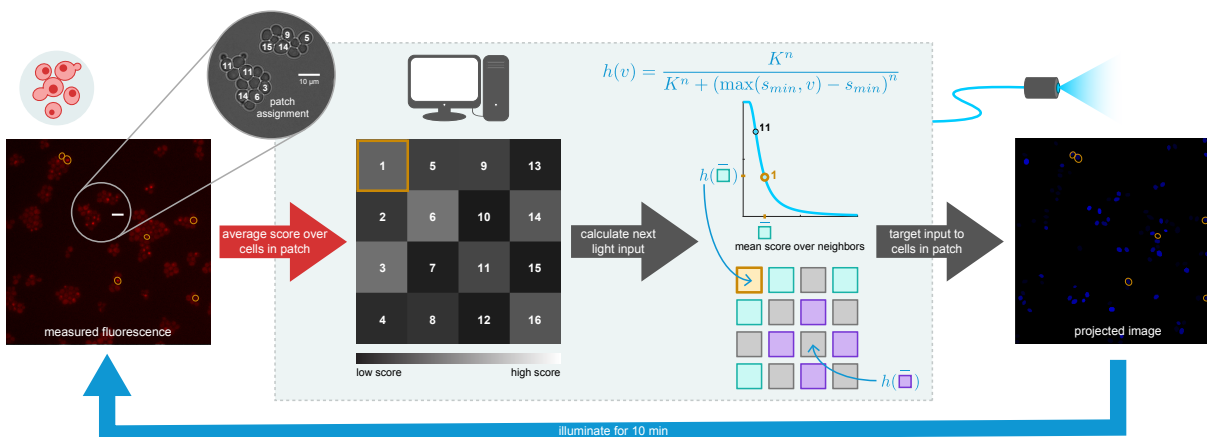 9
5
15
14
11
11
3
14
6
10 μm
patch
assignment
measured fluorescence
average score over
cells in patch
1 5 9 13
2 6 10 14
3 7 11 15
4 8 12 16
low score high score
calculate next
light input
h(v) = K^n / (K^n + (max(s_min, v) − s_min)^n)
11
1
h(□̅)
□̅
mean score over neighbors
h(□̅)
target input to
cells in patch
projected image
illuminate for 10 min